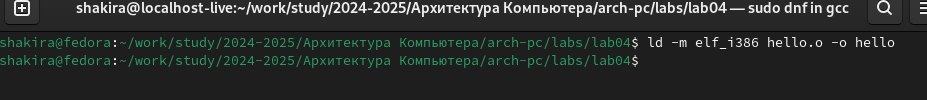 shakira@localhost-live:~/work/study/2024-2025/Архитектура Компьютера/arch-pc/labs/lab04 — sudo dnf in gcc
shakira@fedora:~/work/study/2024-2025/Архитектура Компьютера/arch-pc/labs/lab04$ ld -m elf_i386 hello.o -o hello
shakira@fedora:~/work/study/2024-2025/Архитектура Компьютера/arch-pc/labs/lab04$